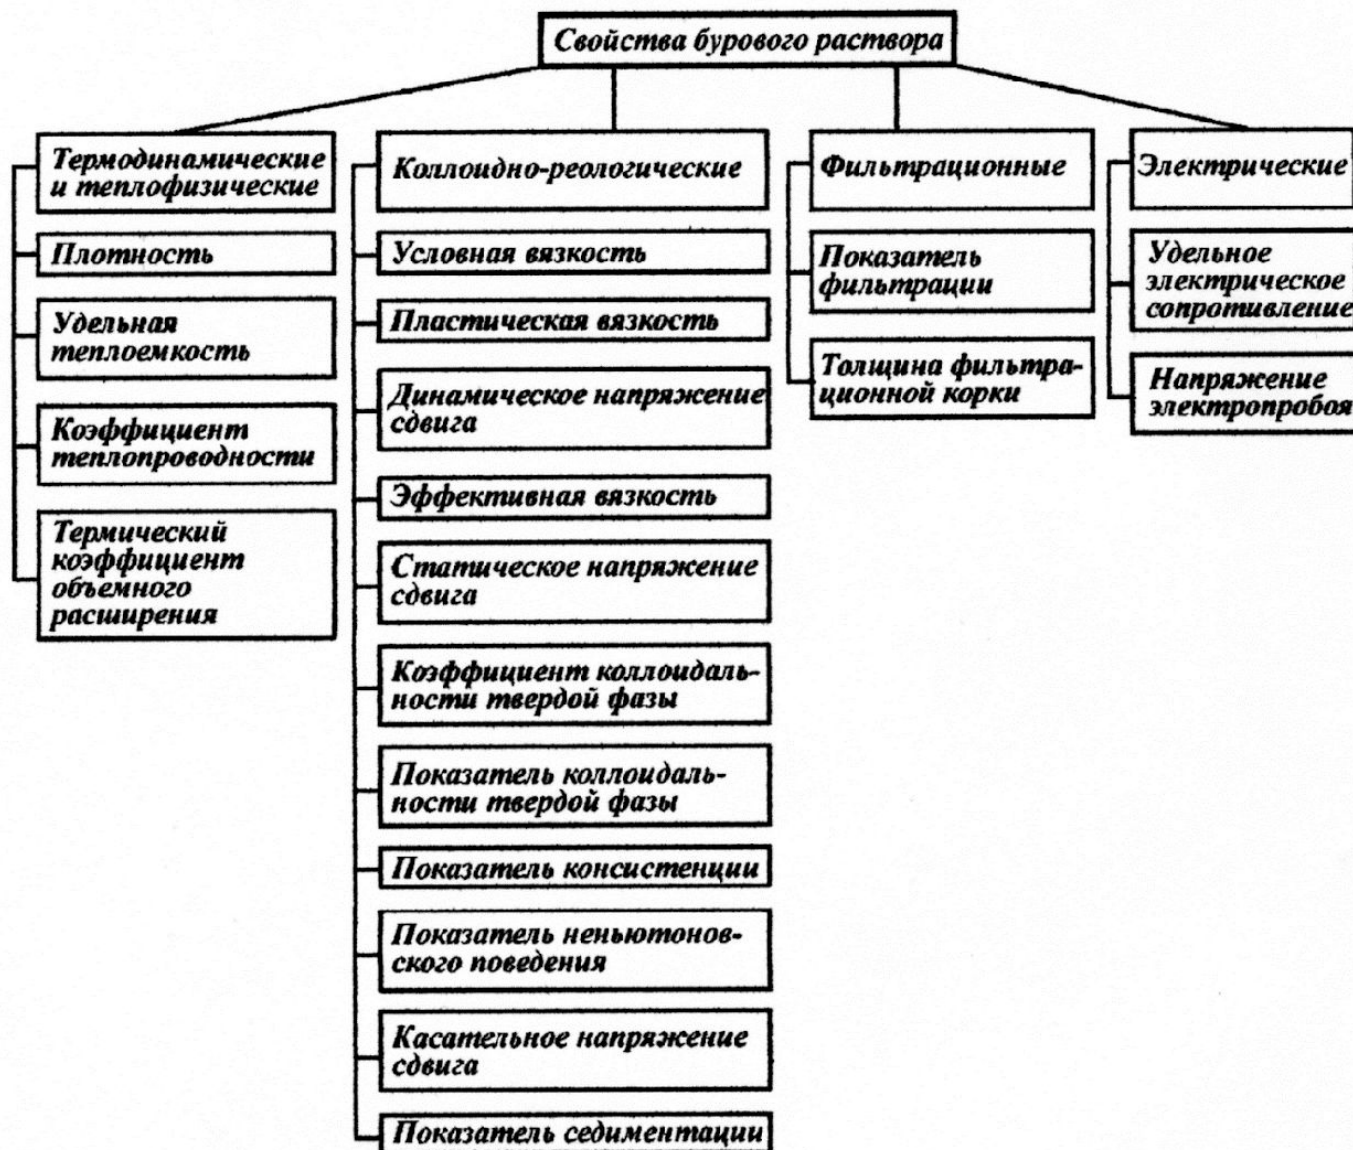 Свойства бурового раствора
Термодинамические
и теплофизические
Плотность
Удельная
теплоемкость
Коэффициент
теплопроводности
Термический
коэффициент
объемного
расширения
Коллоидно-реологические
Условная вязкость
Пластическая вязкость
Динамическое напряжение
сдвига
Эффективная вязкость
Статическое напряжение
сдвига
Коэффициент коллоидаль-
ности твердой фазы
Показатель коллоидаль-
ности твердой фазы
Показатель консистенции
Показатель неньютонов-
ского поведения
Касательное напряжение
сдвига
Показатель седиментации
Фильтрационные
Показатель
фильтрации
Толщина фильтра-
ционной корки
Электрические
Удельное
электрическое
сопротивление
Напряжение
электропробоя